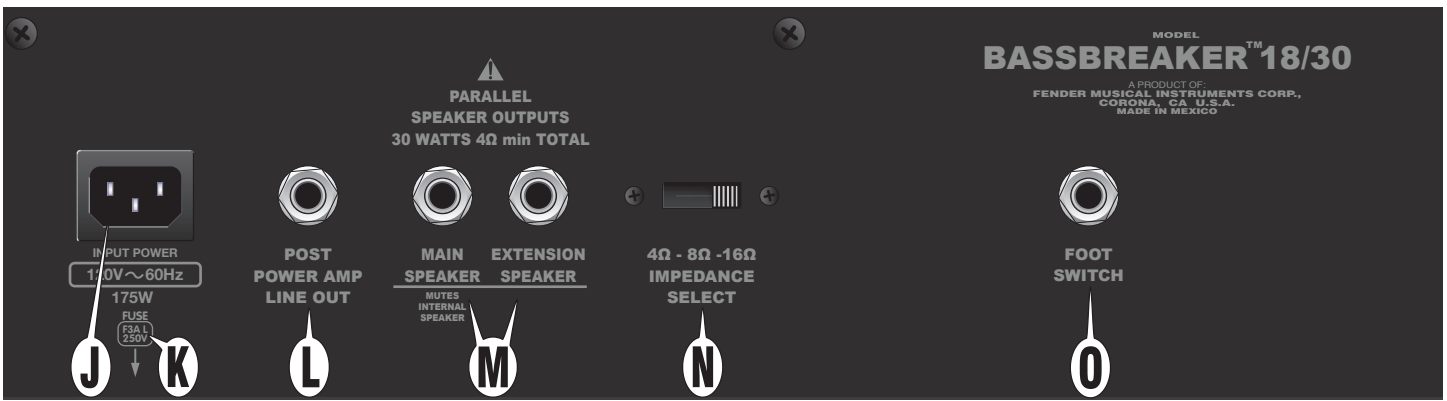 MODEL
BASSBREAKER™ 18/30
A PRODUCT OF:
FENDER MUSICAL INSTRUMENTS CORP.,
CORONA, CA U.S.A.
MADE IN MEXICO
PARALLEL
SPEAKER OUTPUTS
30 WATTS 4Ω min TOTAL
INPUT POWER
120V～60Hz
175W
FUSE
F3A L
250V
POST
POWER AMP
LINE OUT
MAIN
SPEAKER
MUTES
INTERNAL
SPEAKER
EXTENSION
SPEAKER
4Ω - 8Ω -16Ω
IMPEDANCE
SELECT
FOOT
SWITCH
J
K
L
M
N
O